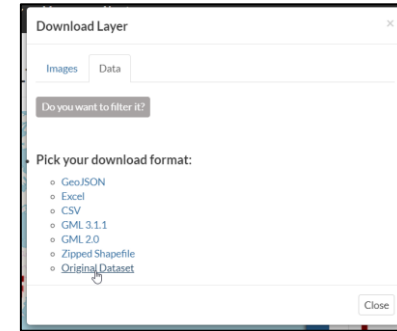 Download Layer
×
Images Data
Do you want to filter it?
Pick your download format:
GeoJSON
Excel
CSV
GML 3.1.1
GML 2.0
Zipped Shapefile
Original Dataset
Close